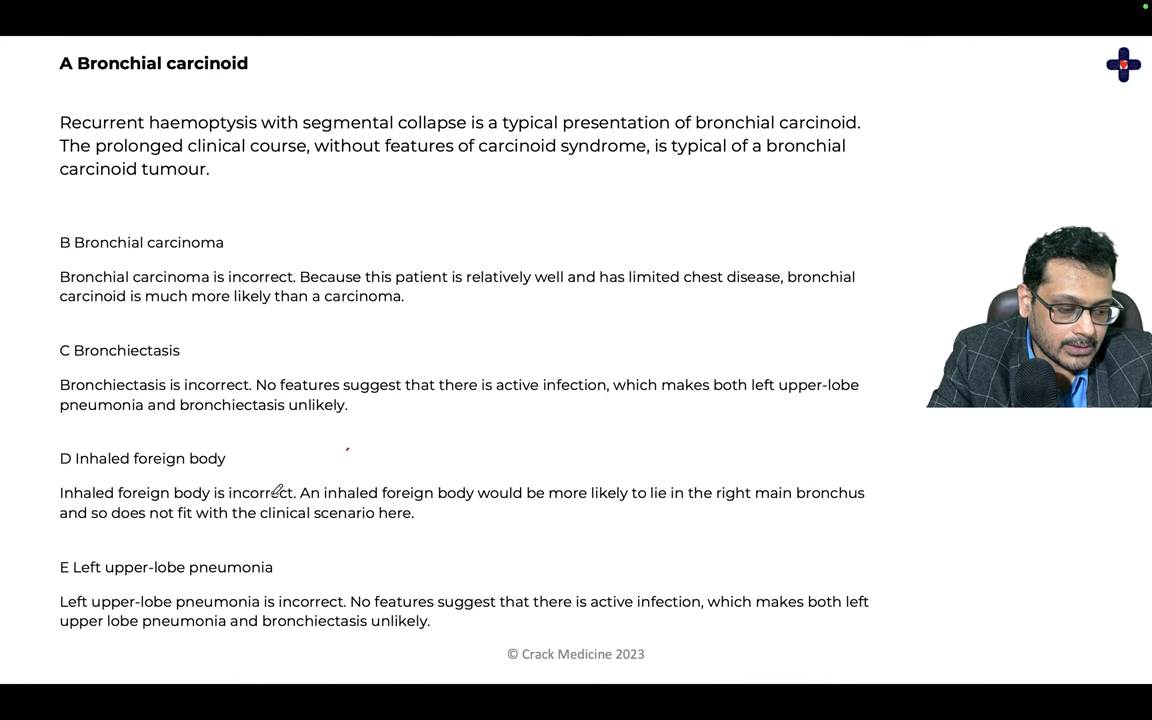 A Bronchial carcinoid
Recurrent haemoptysis with segmental collapse is a typical presentation of bronchial carcinoid.
The prolonged clinical course, without features of carcinoid syndrome, is typical of a bronchial
carcinoid tumour.
B Bronchial carcinoma
Bronchial carcinoma is incorrect. Because this patient is relatively well and has limited chest disease, bronchial
carcinoid is much more likely than a carcinoma.
C Bronchiectasis
Bronchiectasis is incorrect. No features suggest that there is active infection, which makes both left upper-lobe
pneumonia and bronchiectasis unlikely.
D Inhaled foreign body
Inhaled foreign body is incorrect. An inhaled foreign body would be more likely to lie in the right main bronchus
and so does not fit with the clinical scenario here.
E Left upper-lobe pneumonia
Left upper-lobe pneumonia is incorrect. No features suggest that there is active infection, which makes both left
upper lobe pneumonia and bronchiectasis unlikely.
© Crack Medicine 2023